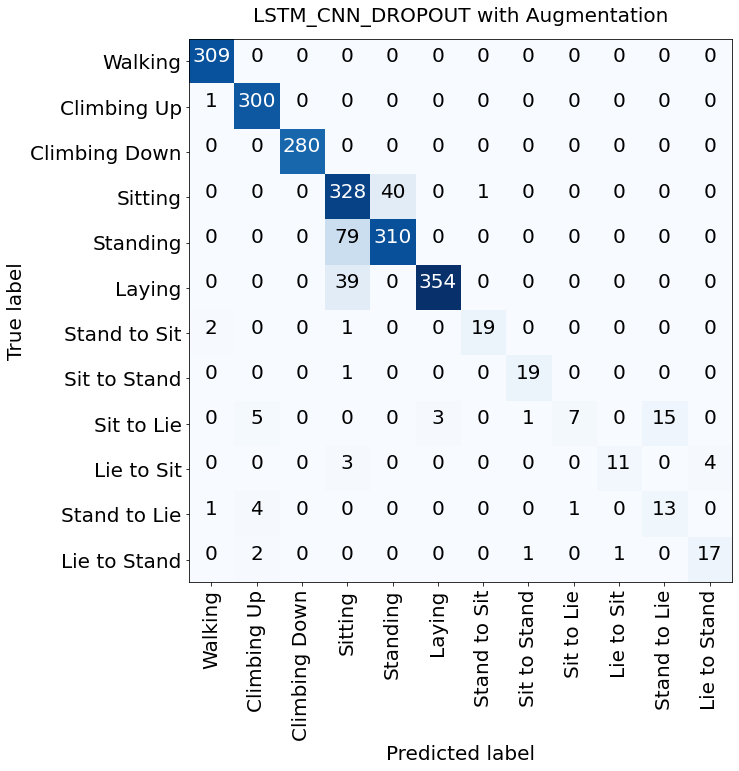 LSTM_CNN_DROPOUT with Augmentation
True label
Walking 309 0 0 0 0 0 0 0 0 0 0 0
Climbing Up 1 300 0 0 0 0 0 0 0 0 0 0
Climbing Down 0 0 280 0 0 0 0 0 0 0 0 0
Sitting 0 0 0 328 40 0 1 0 0 0 0 0
Standing 0 0 0 79 310 0 0 0 0 0 0 0
Laying 0 0 0 39 0 354 0 0 0 0 0 0
Stand to Sit 2 0 0 1 0 0 19 0 0 0 0 0
Sit to Stand 0 0 0 1 0 0 0 19 0 0 0 0
Sit to Lie 0 5 0 0 0 3 0 1 7 0 15 0
Lie to Sit 0 0 0 3 0 0 0 0 0 11 0 4
Stand to Lie 1 4 0 0 0 0 0 0 1 0 13 0
Lie to Stand 0 2 0 0 0 0 0 1 0 1 0 17
Walking
Climbing Up
Climbing Down
Sitting
Standing
Laying
Stand to Sit
Sit to Stand
Sit to Lie
Lie to Sit
Stand to Lie
Lie to Stand
Predicted label